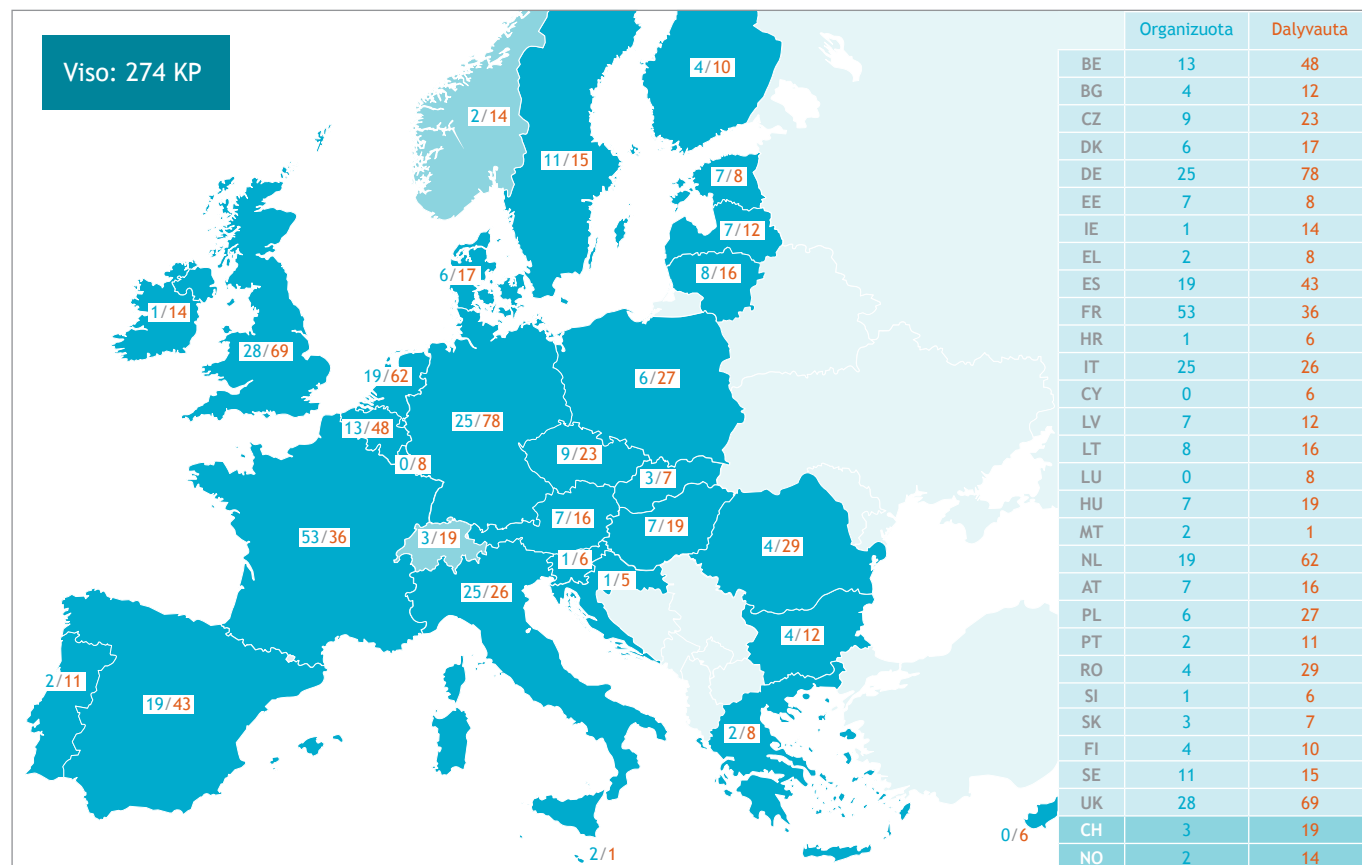 Viso: 274 KP
4/10
2/14
11/15
7/8
7/12
6/17
8/16
1/14
28/69
19/62
6/27
13/48
25/78
9/23
0/8
3/7
7/16
7/19
53/36
3/19
4/29
1/6
1/5
25/26
4/12
2/11
19/43
2/8
0/6
2/1
Organizuota Dalyvauta
BE 13 48
BG 4 12
CZ 9 23
DK 6 17
DE 25 78
EE 7 8
IE 1 14
EL 2 8
ES 19 43
FR 53 36
HR 1 6
IT 25 26
CY 0 6
LV 7 12
LT 8 16
LU 0 8
HU 7 19
MT 2 1
NL 19 62
AT 7 16
PL 6 27
PT 2 11
RO 4 29
SI 1 6
SK 3 7
FI 4 10
SE 11 15
UK 28 69
CH 3 19
NO 2 14